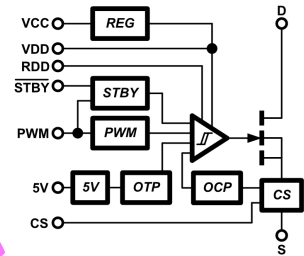 VCC REG D
VDD
RDD
STBY STBY
PWM PWM
5V 5V OTP OCP CS
CS
S